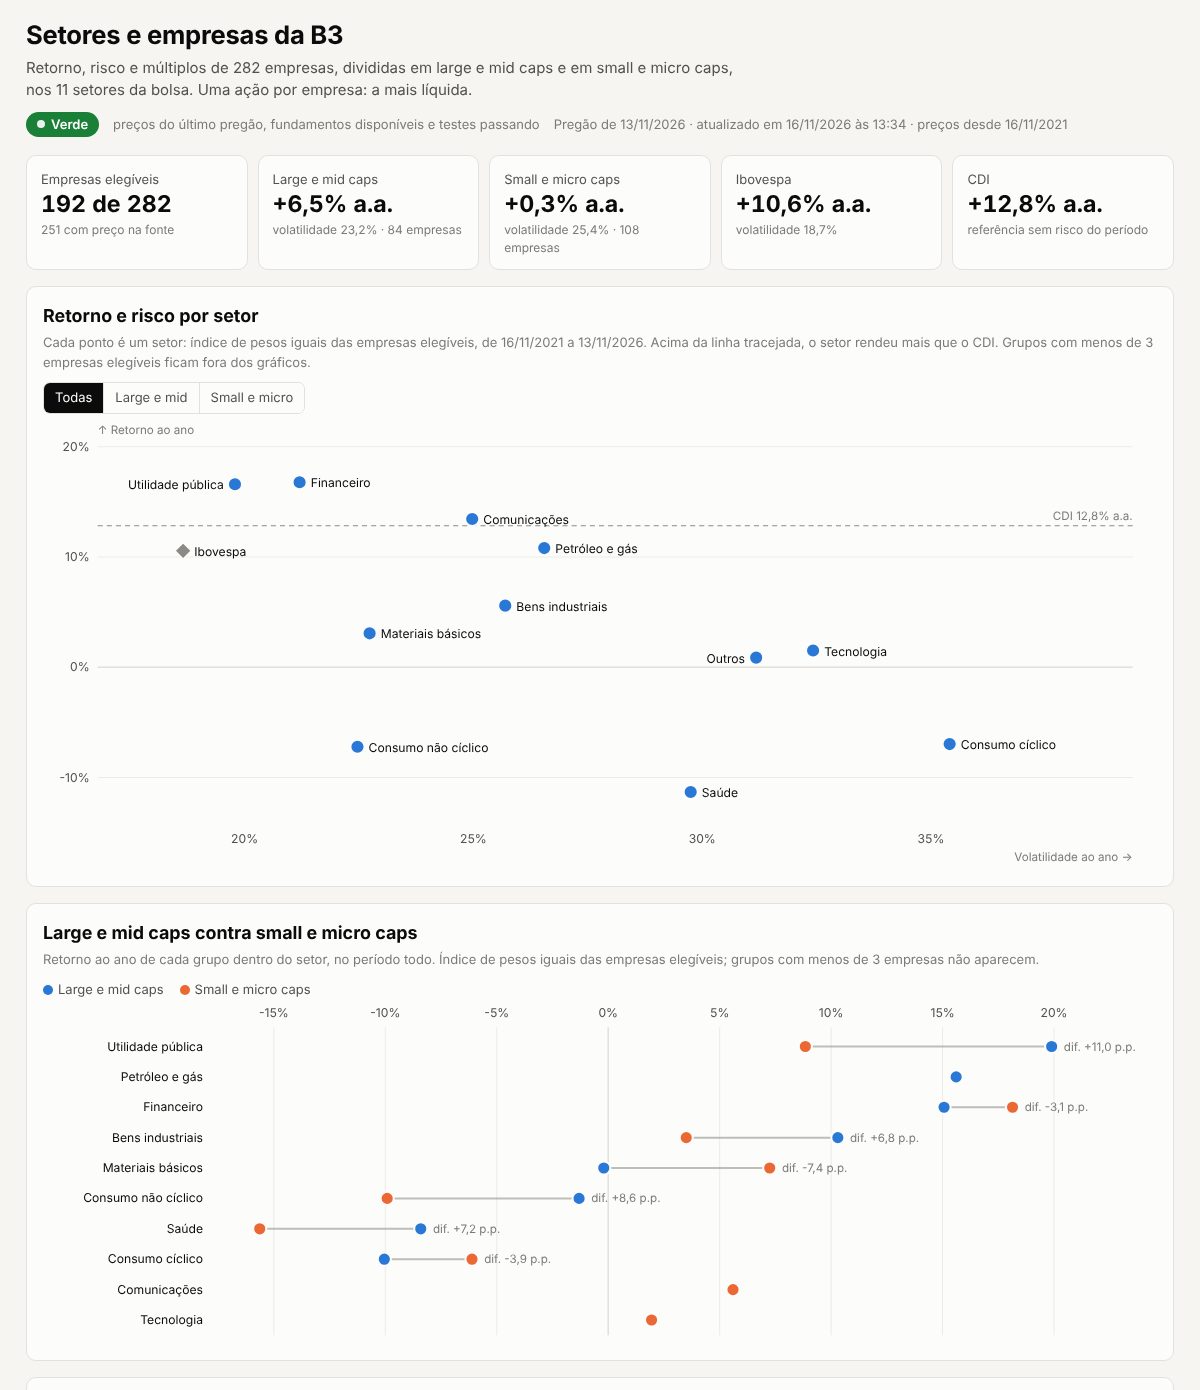 Setores e empresas da B3
Retorno, risco e múltiplos de 282 empresas, divididas em large e mid caps e em small e micro caps,
nos 11 setores da bolsa. Uma ação por empresa: a mais líquida.
Verde preços do último pregão, fundamentos disponíveis e testes passando Pregão de 13/11/2026 · atualizado em 16/11/2026 às 13:34 · preços desde 16/11/2021
Empresas elegíveis
192 de 282
251 com preço na fonte
Large e mid caps
+6,5% a.a.
volatilidade 23,2% · 84 empresas
Small e micro caps
+0,3% a.a.
volatilidade 25,4% · 108
empresas
Ibovespa
+10,6% a.a.
volatilidade 18,7%
CDI
+12,8% a.a.
referência sem risco do período
Retorno e risco por setor
Cada ponto é um setor: índice de pesos iguais das empresas elegíveis, de 16/11/2021 a 13/11/2026. Acima da linha tracejada, o setor rendeu mais que o CDI. Grupos com menos de 3
empresas elegíveis ficam fora dos gráficos.
Todas Large e mid Small e micro
↑ Retorno ao ano
20%
Utilidade pública Financeiro
Comunicações CDI 12,8% a.a.
10% Ibovespa Petróleo e gás
Bens industriais
Materiais básicos
0% Outros Tecnologia
Consumo não cíclico Consumo cíclico
-10%
Saúde
20% 25% 30% 35%
Volatilidade ao ano →
Large e mid caps contra small e micro caps
Retorno ao ano de cada grupo dentro do setor, no período todo. Índice de pesos iguais das empresas elegíveis; grupos com menos de 3 empresas não aparecem.
Large e mid caps Small e micro caps
-15% -10% -5% 0% 5% 10% 15% 20%
Utilidade pública dif. +11,0 p.p.
Petróleo e gás
Financeiro dif. -3,1 p.p.
Bens industriais dif. +6,8 p.p.
Materiais básicos dif. -7,4 p.p.
Consumo não cíclico dif. +8,6 p.p.
Saúde dif. +7,2 p.p.
Consumo cíclico dif. -3,9 p.p.
Comunicações
Tecnologia